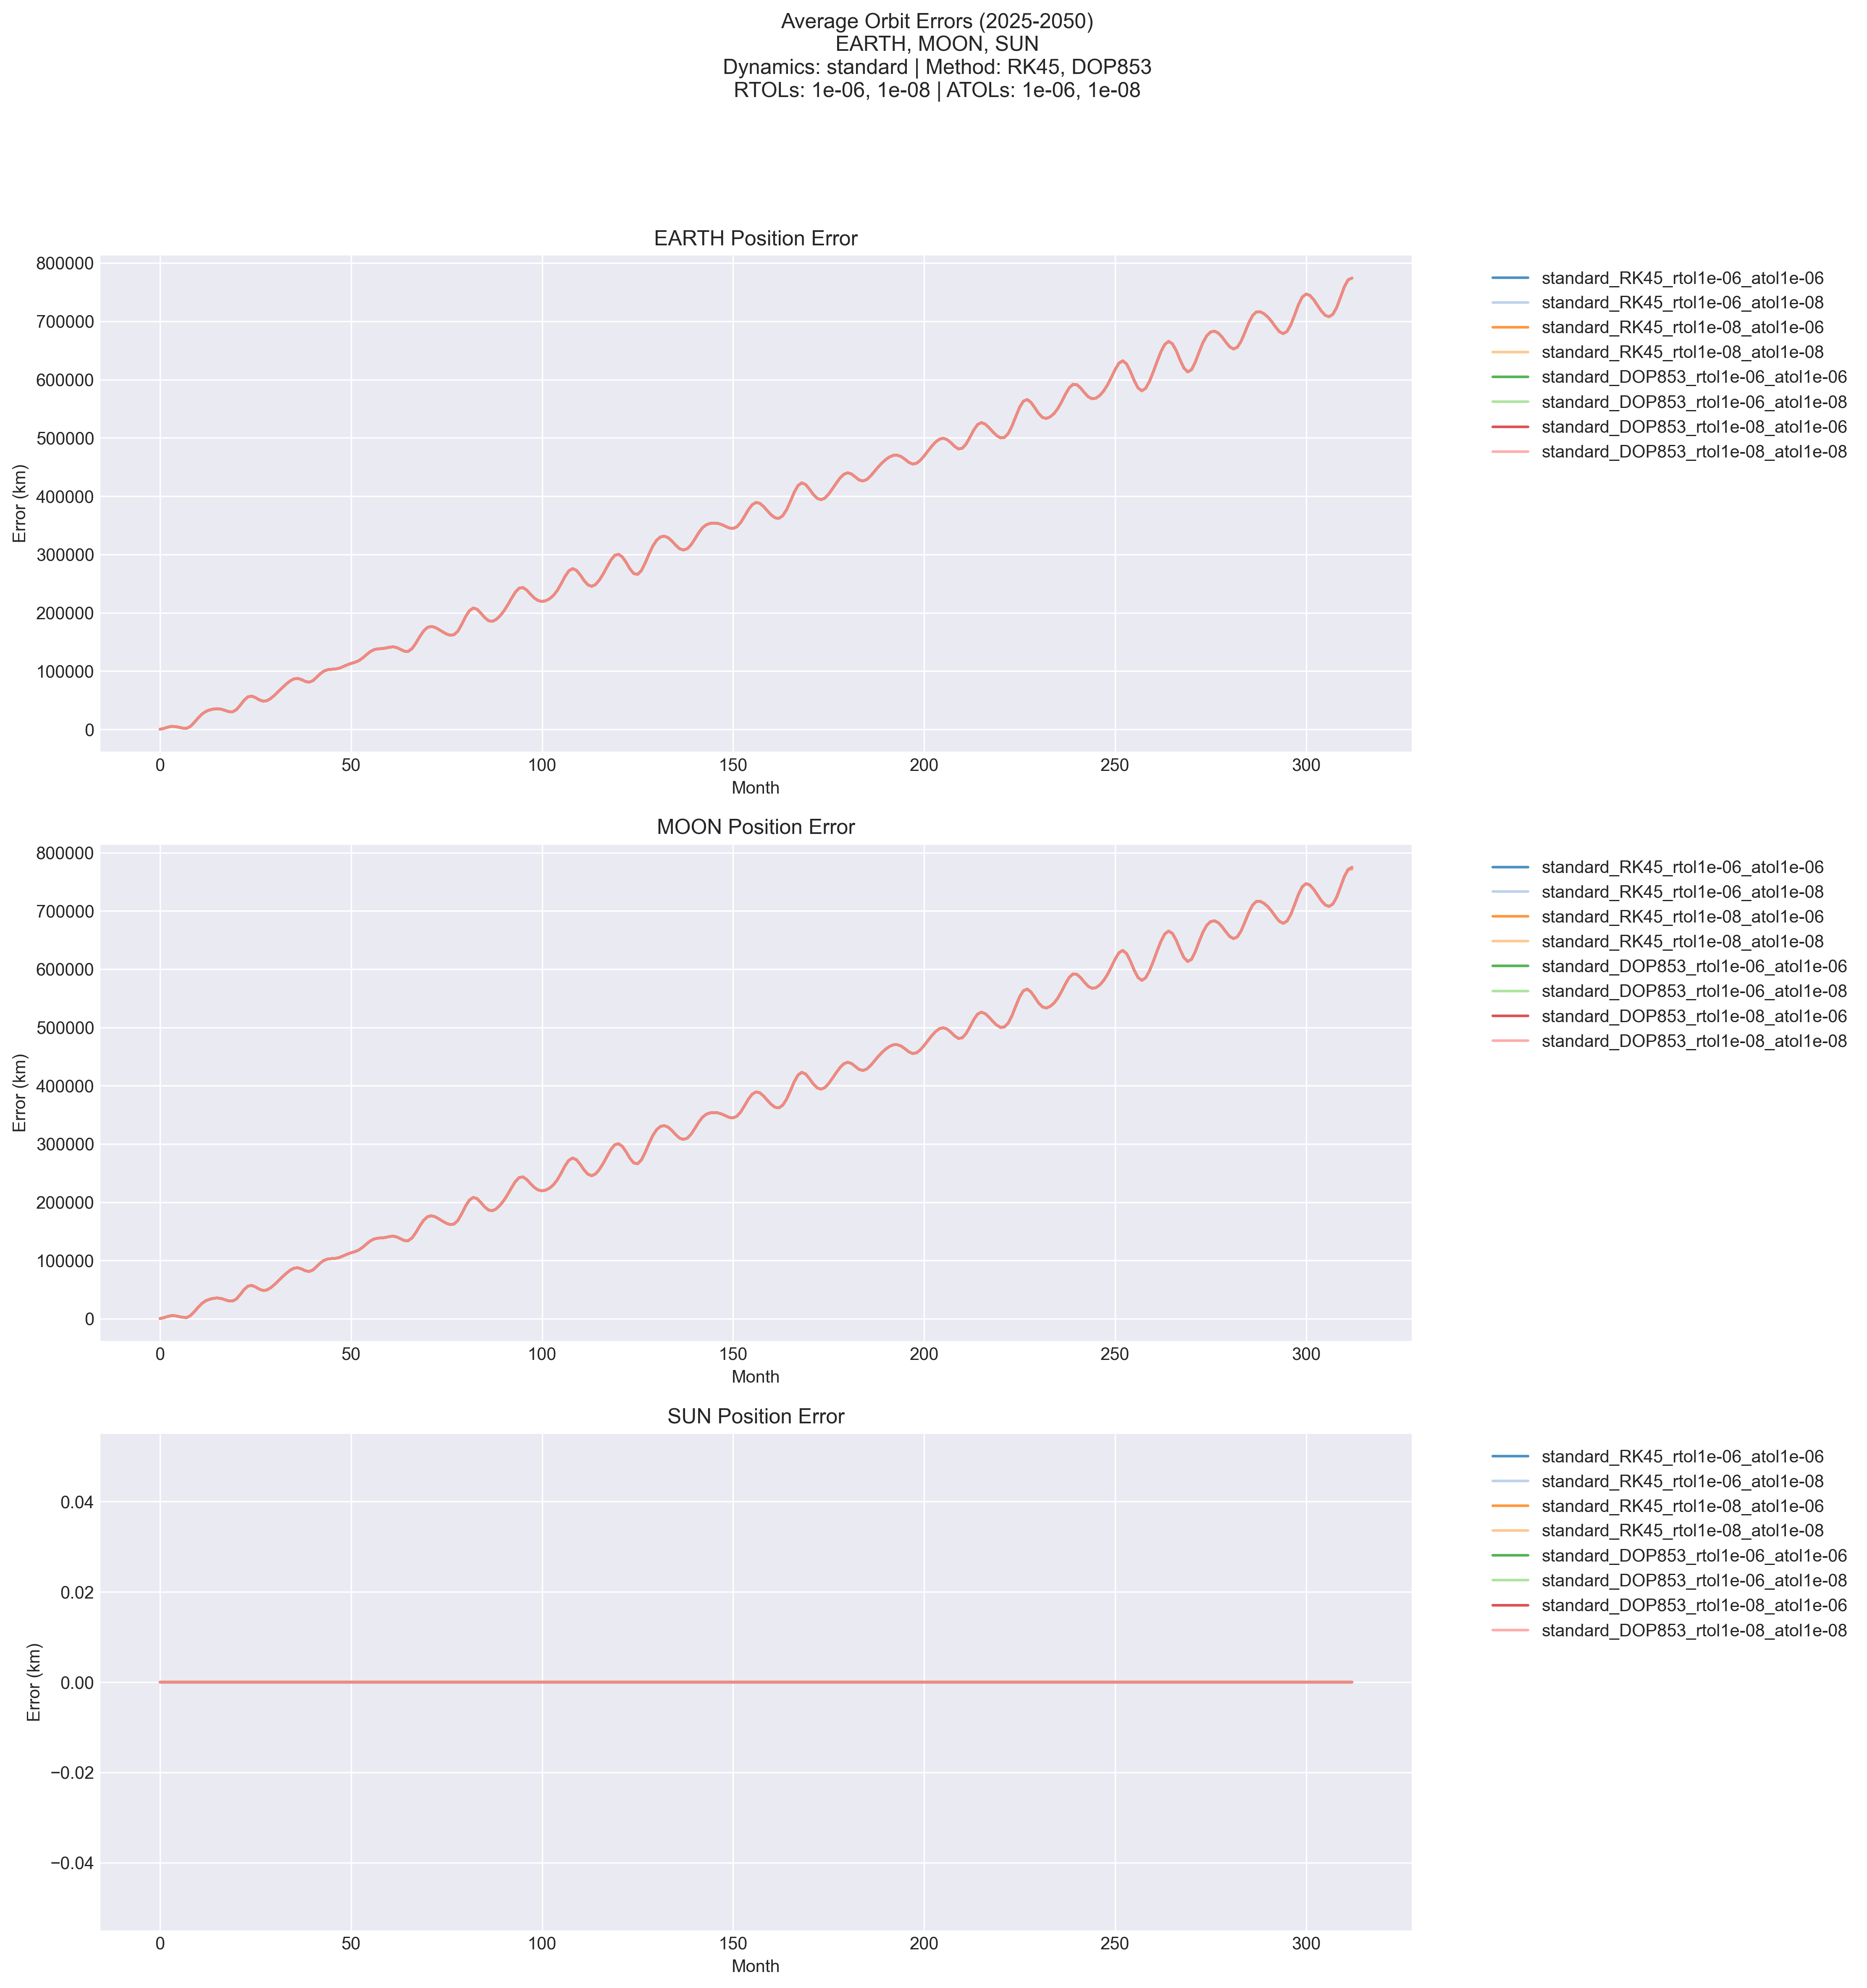 Average Orbit Errors (2025-2050)
EARTH, MOON, SUN
Dynamics: standard | Method: RK45, DOP853
RTOLs: 1e-06, 1e-08 | ATOLs: 1e-06, 1e-08
EARTH Position Error
800000
700000
600000
500000
400000
300000
200000
100000
0
Error (km)
0 50 100 150 200 250 300
Month
standard_RK45_rtol1e-06_atol1e-06
standard_RK45_rtol1e-06_atol1e-08
standard_RK45_rtol1e-08_atol1e-06
standard_RK45_rtol1e-08_atol1e-08
standard_DOP853_rtol1e-06_atol1e-06
standard_DOP853_rtol1e-06_atol1e-08
standard_DOP853_rtol1e-08_atol1e-06
standard_DOP853_rtol1e-08_atol1e-08
MOON Position Error
800000
700000
600000
500000
400000
300000
200000
100000
0
Error (km)
0 50 100 150 200 250 300
Month
standard_RK45_rtol1e-06_atol1e-06
standard_RK45_rtol1e-06_atol1e-08
standard_RK45_rtol1e-08_atol1e-06
standard_RK45_rtol1e-08_atol1e-08
standard_DOP853_rtol1e-06_atol1e-06
standard_DOP853_rtol1e-06_atol1e-08
standard_DOP853_rtol1e-08_atol1e-06
standard_DOP853_rtol1e-08_atol1e-08
SUN Position Error
0.04
0.02
0.00
−0.02
−0.04
Error (km)
0 50 100 150 200 250 300
Month
standard_RK45_rtol1e-06_atol1e-06
standard_RK45_rtol1e-06_atol1e-08
standard_RK45_rtol1e-08_atol1e-06
standard_RK45_rtol1e-08_atol1e-08
standard_DOP853_rtol1e-06_atol1e-06
standard_DOP853_rtol1e-06_atol1e-08
standard_DOP853_rtol1e-08_atol1e-06
standard_DOP853_rtol1e-08_atol1e-08